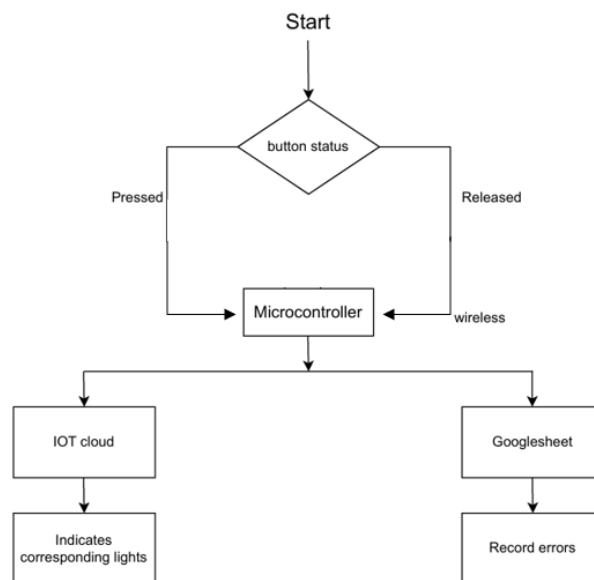 Start
button status
Pressed
Released
Microcontroller
wireless
IOT cloud
Googlesheet
Indicates
corresponding lights
Record errors